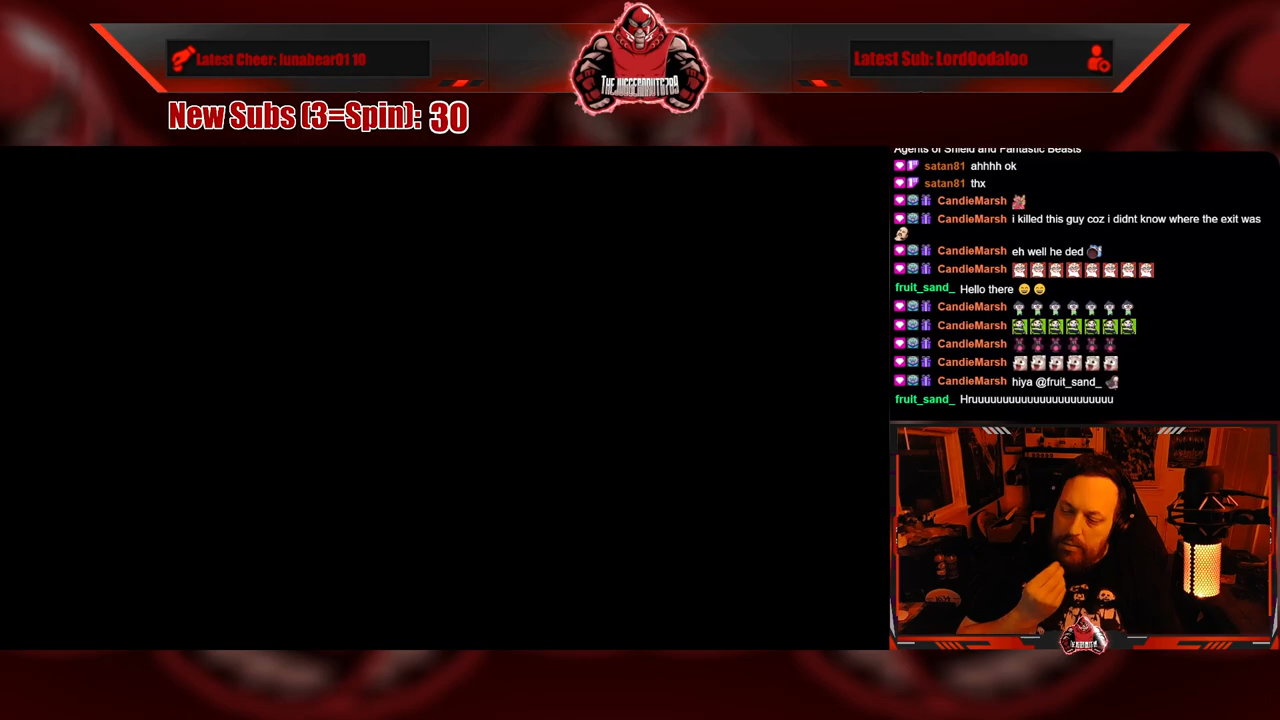 Latest Cheer: lunabear01 10
THEJUGGERNAUT6789
Latest Sub: LordOodaloo
New Subs (3=Spin): 30
Agents of Shield and Fantastic Beasts
satan81 ahhhh ok
satan81 thx
CandieMarsh
CandieMarsh i killed this guy coz i didnt know where the exit was
CandieMarsh eh well he ded
CandieMarsh
fruit_sand_ Hello there
CandieMarsh
CandieMarsh
CandieMarsh
CandieMarsh
CandieMarsh hiya @fruit_sand_
fruit_sand_ Hruuuuuuuuuuuuuuuuuuuuuuuu